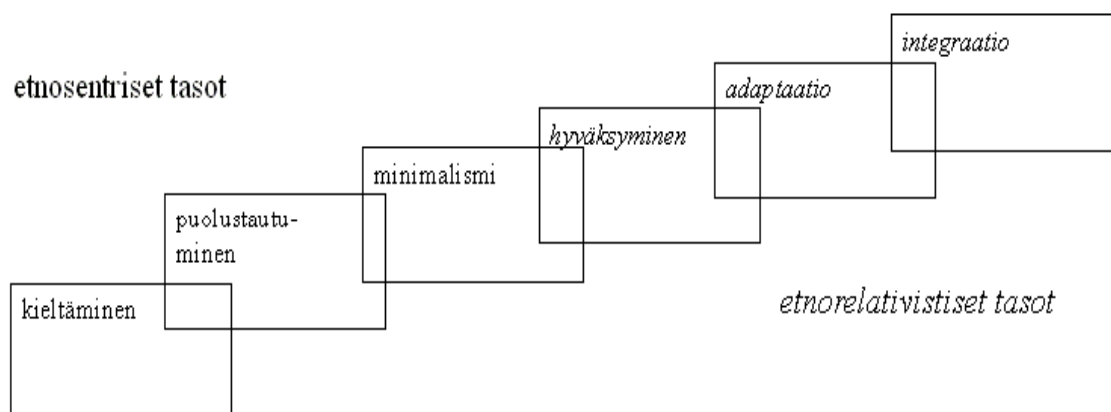 etnosentriset tasot
kieltäminen
puolustautu-
minen
minimalismi
hyväksyminen
adaptaatio
integraatio
etnorelativistiset tasot